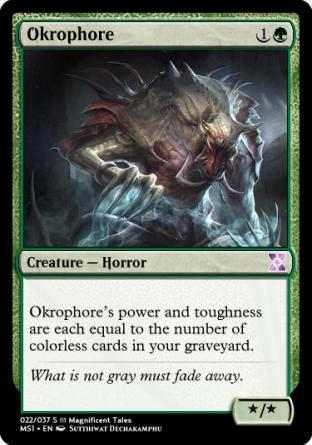 Okrophore 1
Creature — Horror
Okrophore's power and toughness
are each equal to the number of
colorless cards in your graveyard.
What is not gray must fade away.
★/★
022/037 S Magnificent Tales
MS1 • EN Sutthiwat Dechakamphu